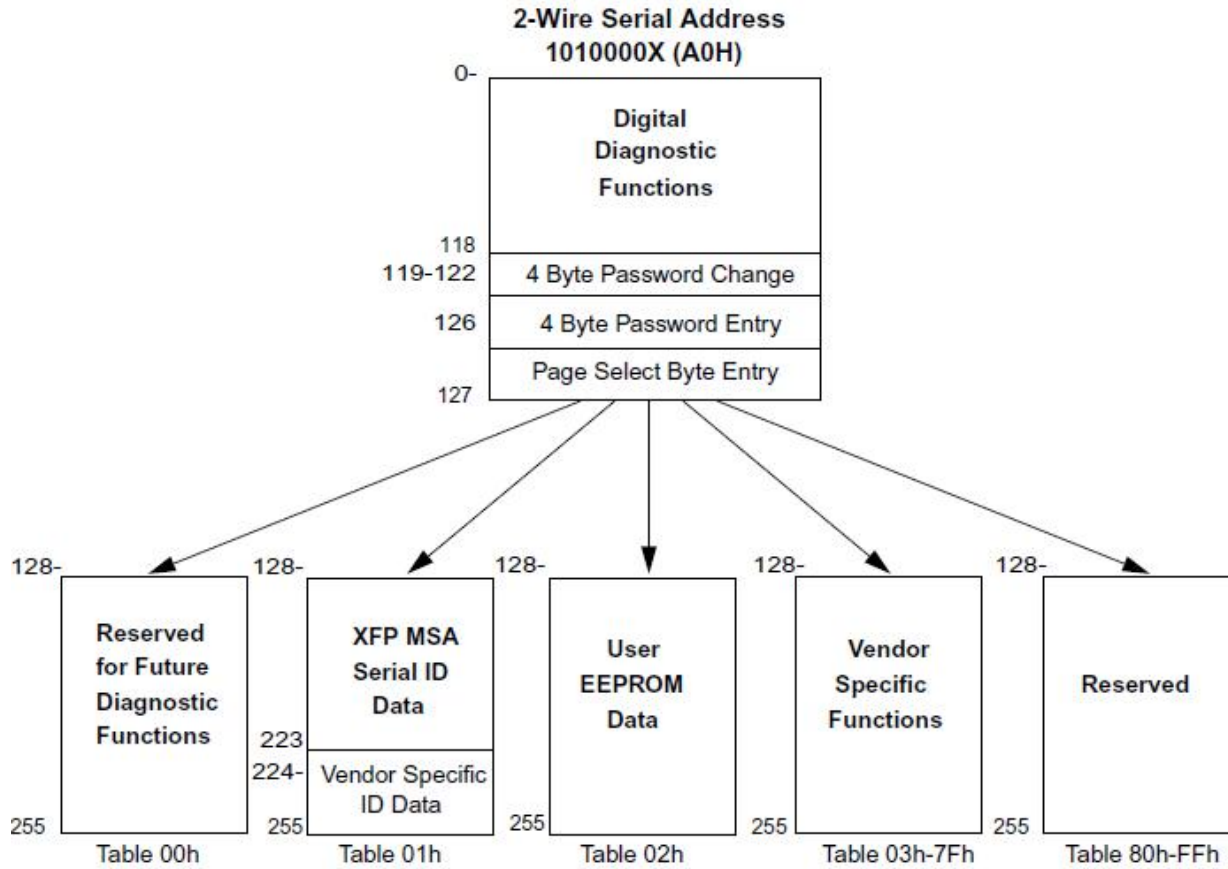 2-Wire Serial Address
1010000X (A0H)
0-
Digital
Diagnostic
Functions
118
119-122
4 Byte Password Change
126
4 Byte Password Entry
Page Select Byte Entry
127
128-
Reserved
for Future
Diagnostic
Functions
255
Table 00h
128-
XFP MSA
Serial ID
Data
223
224-
Vendor Specific
ID Data
255
Table 01h
128-
User
EEPROM
Data
255
Table 02h
128-
Vendor
Specific
Functions
255
Table 03h-7Fh
128-
Reserved
255
Table 80h-FFh